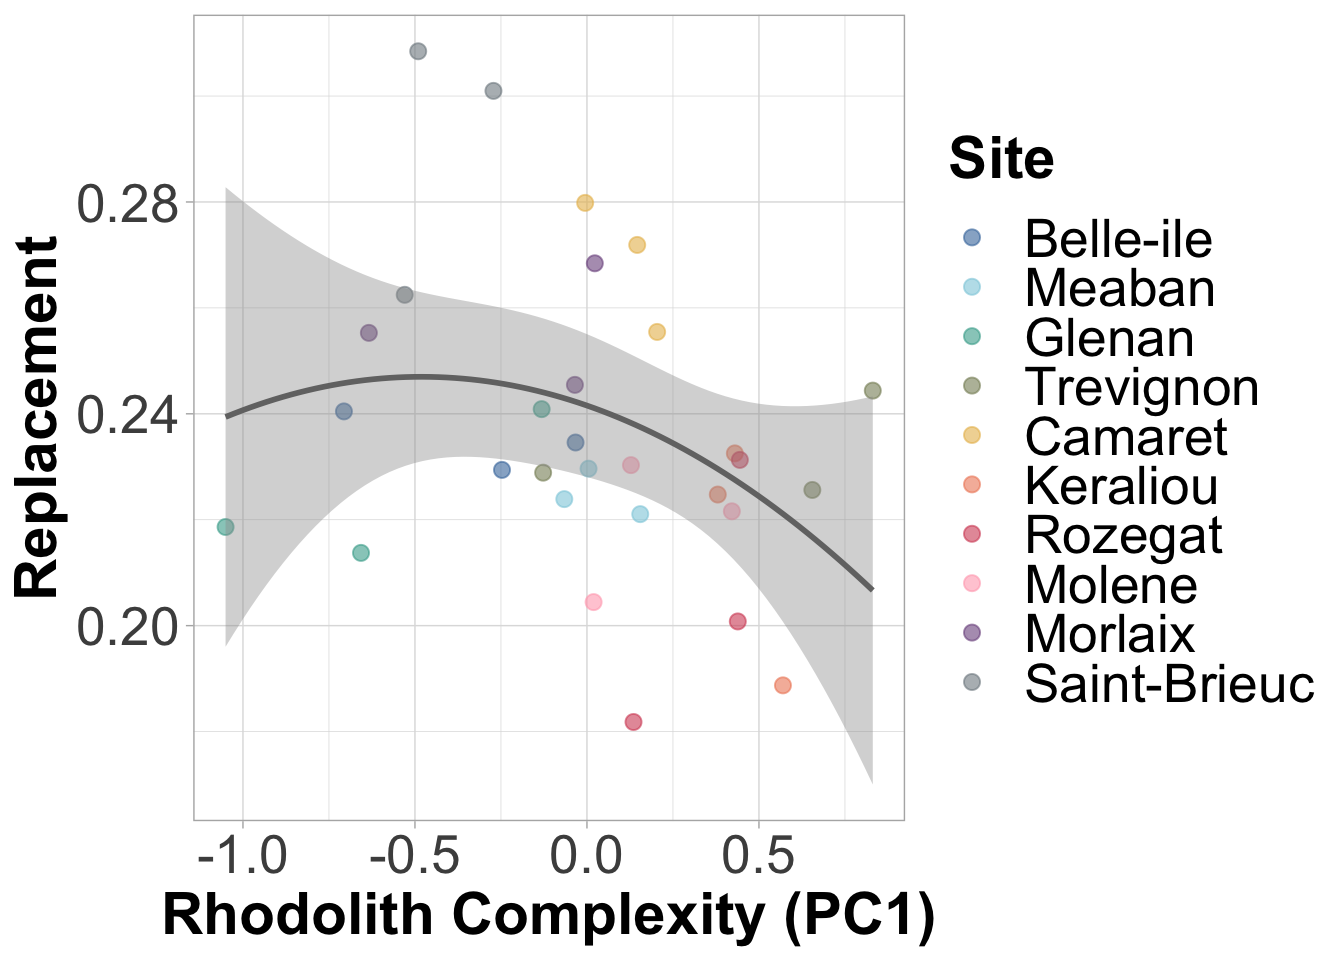 Replacement
0.28
0.24
0.20
-1.0
-0.5
0.0
0.5
Rhodolith Complexity (PC1)
Site
Belle-ile
Meaban
Glenan
Trevignon
Camaret
Keraliou
Rozegat
Molene
Morlaix
Saint-Brieuc